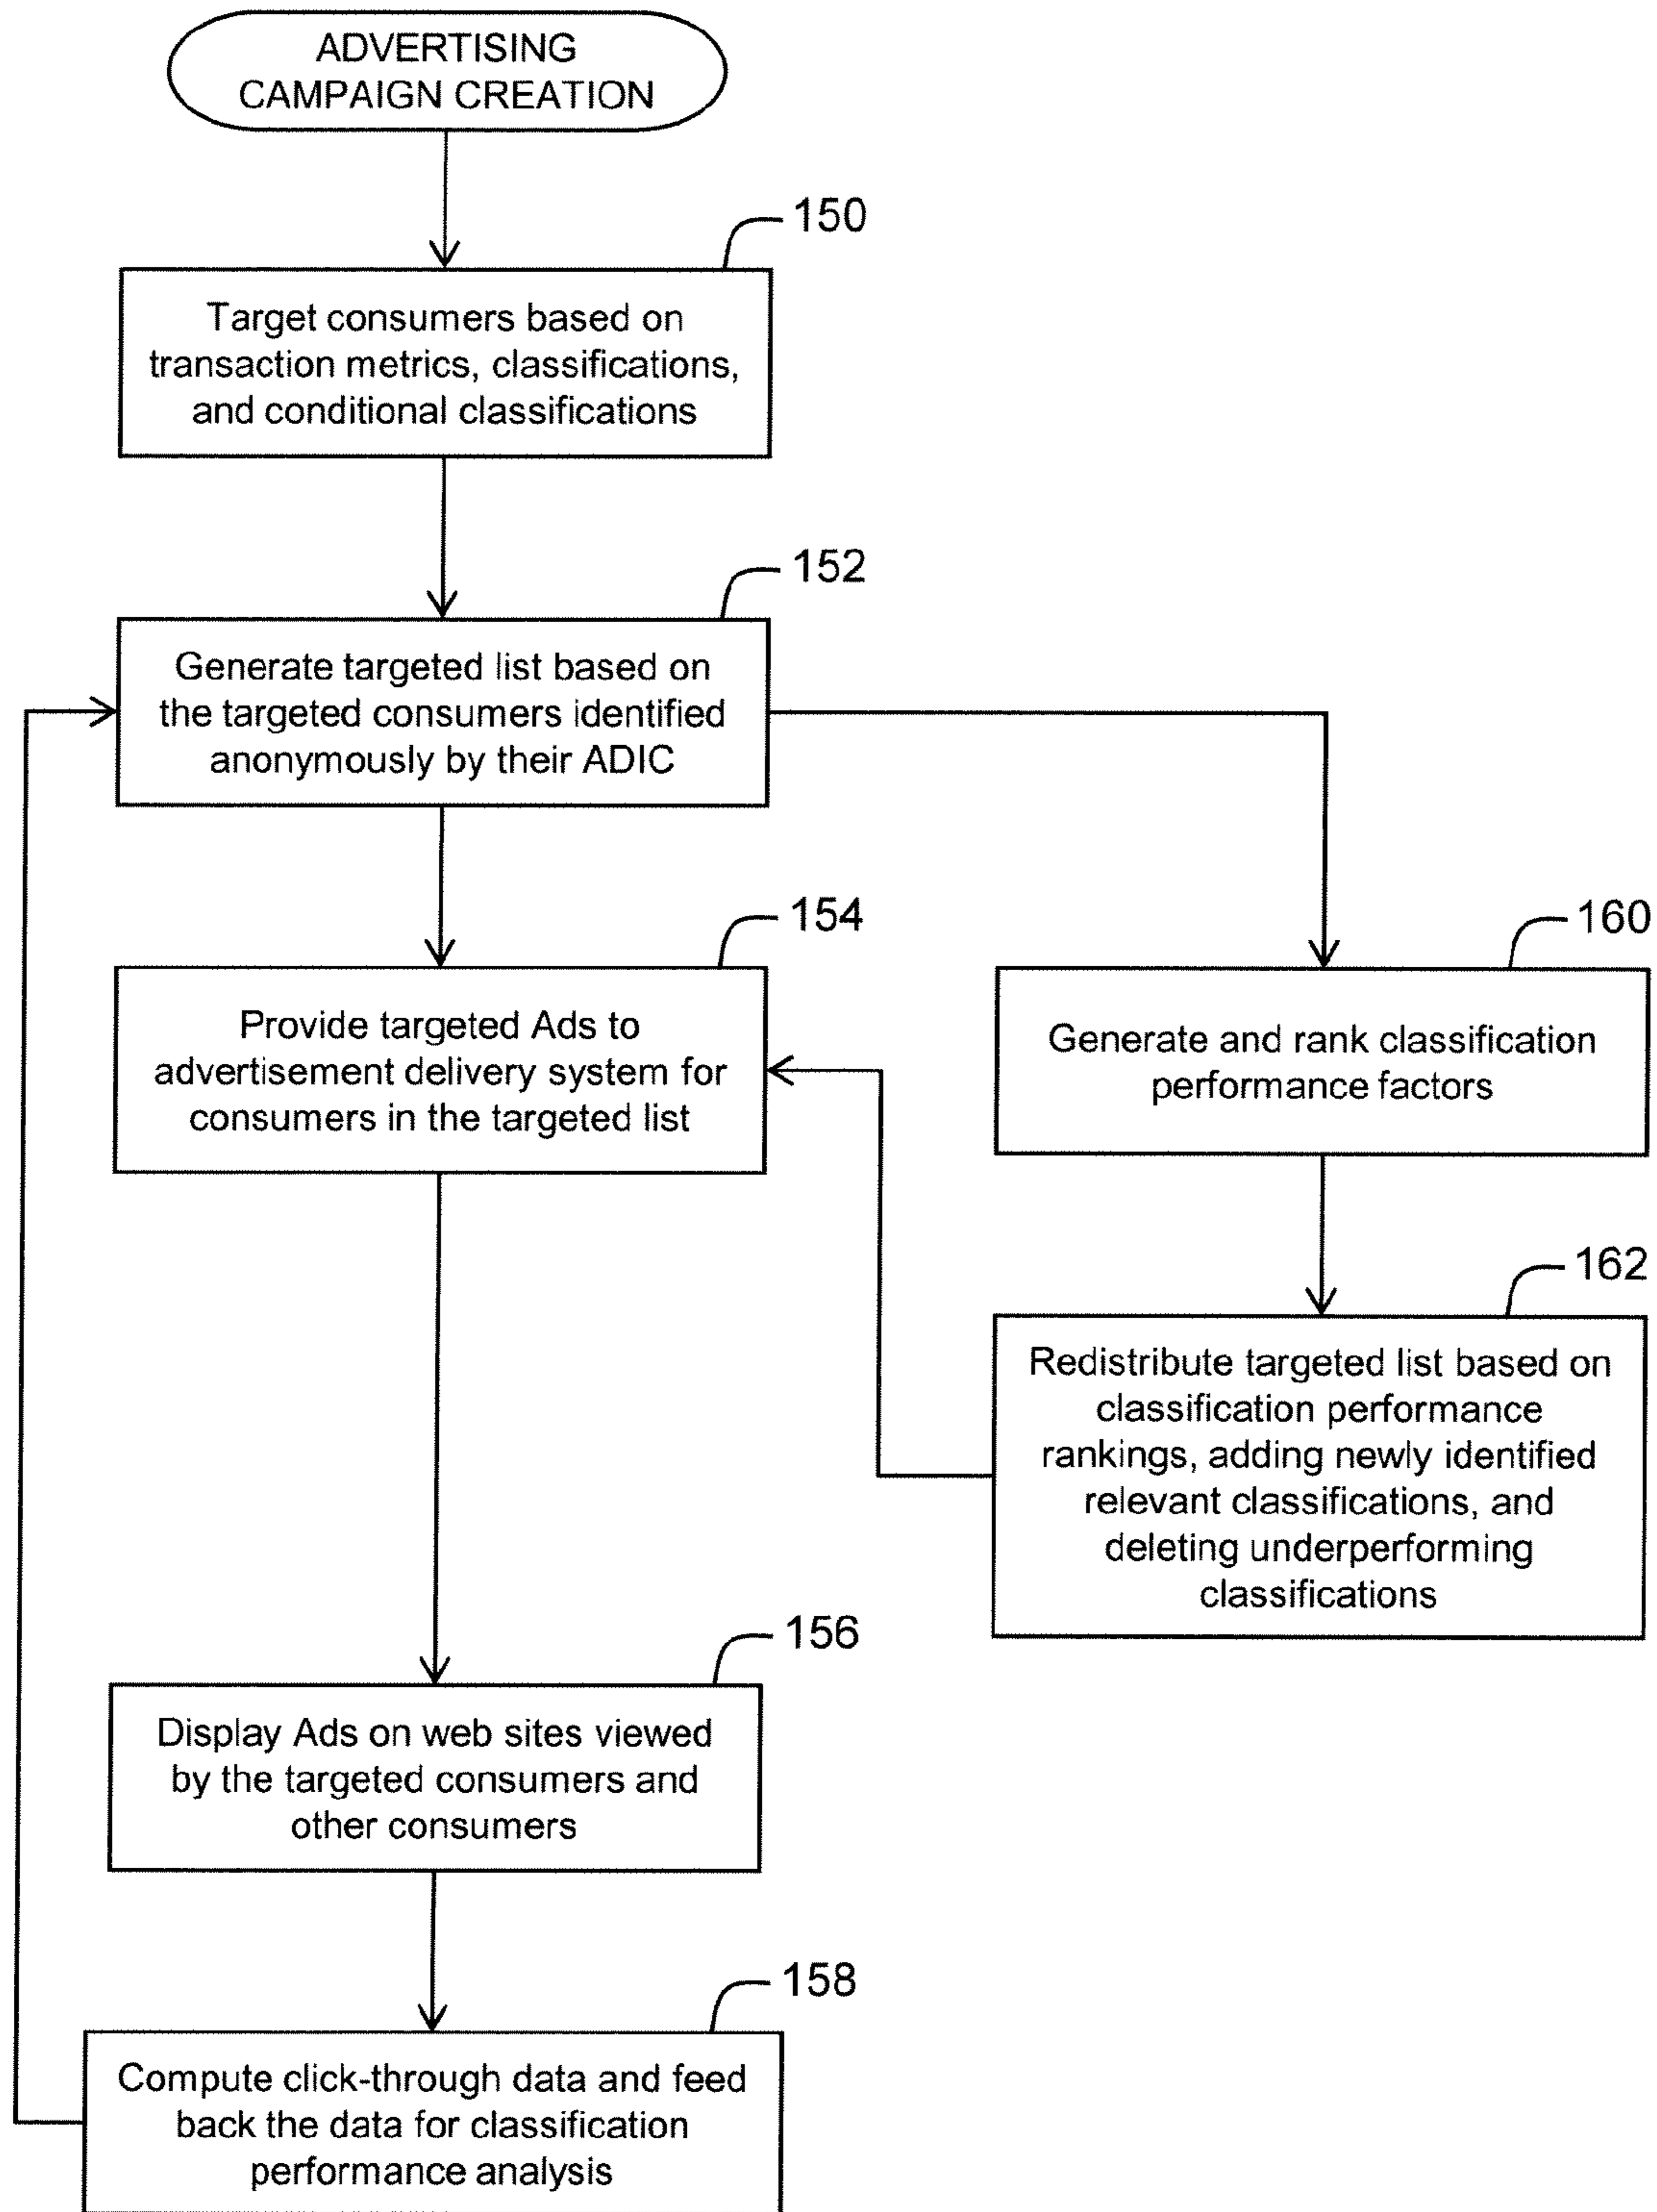 ADVERTISING
CAMPAIGN CREATION
150
Target consumers based on
transaction metrics, classifications,
and conditional classifications
152
Generate targeted list based on
the targeted consumers identified
anonymously by their ADIC
154
Provide targeted Ads to
advertisement delivery system for
consumers in the targeted list
160
Generate and rank classification
performance factors
162
Redistribute targeted list based on
classification performance
rankings, adding newly identified
relevant classifications, and
deleting underperforming
classifications
156
Display Ads on web sites viewed
by the targeted consumers and
other consumers
158
Compute click-through data and feed
back the data for classification
performance analysis